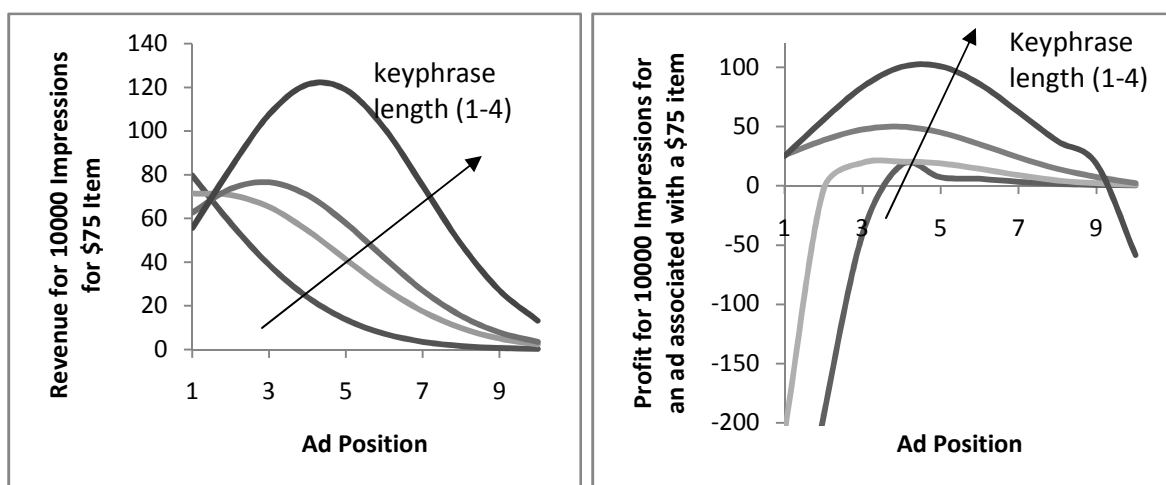 Revenue for 10000 Impressions
for $75 Item
140
120
100
80
60
40
20
0
1
3
5
7
9
keyphrase
length (1-4)
Ad Position
Profit for 10000 Impressions for
an ad associated with a $75 item
100
50
0
-50
-100
-150
-200
1
3
5
7
9
Keyphrase
length (1-4)
Ad Position